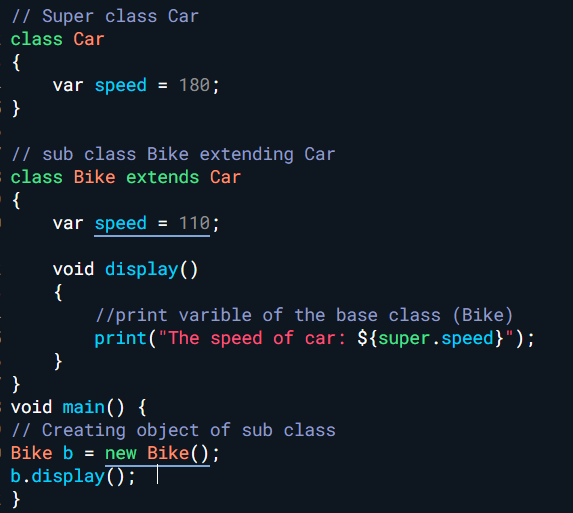 // Super class Car
class Car
{
    var speed = 180;
}

// sub class Bike extending Car
class Bike extends Car
{
    var speed = 110;

    void display()
    {
        //print varible of the base class (Bike)
        print("The speed of car: ${super.speed}");
    }
}
void main() {
// Creating object of sub class
Bike b = new Bike();
b.display();
}